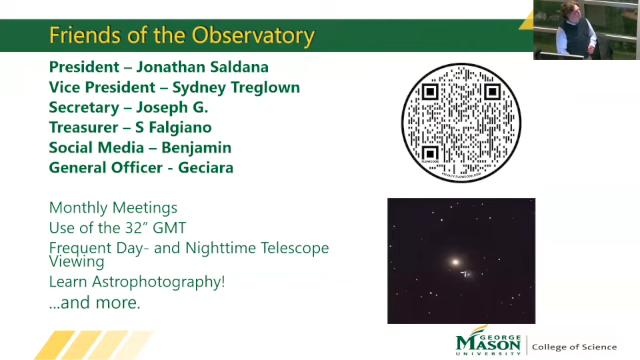 Friends of the Observatory
President – Jonathan Saldana
Vice President – Sydney Treglown
Secretary – Joseph G.
Treasurer – S Falgiano
Social Media – Benjamin
General Officer - Geciara
Monthly Meetings
Use of the 32” GMT
Frequent Day- and Nighttime Telescope
Viewing
Learn Astrophotography!
...and more.
GEORGE
MASON
UNIVERSITY
College of Science